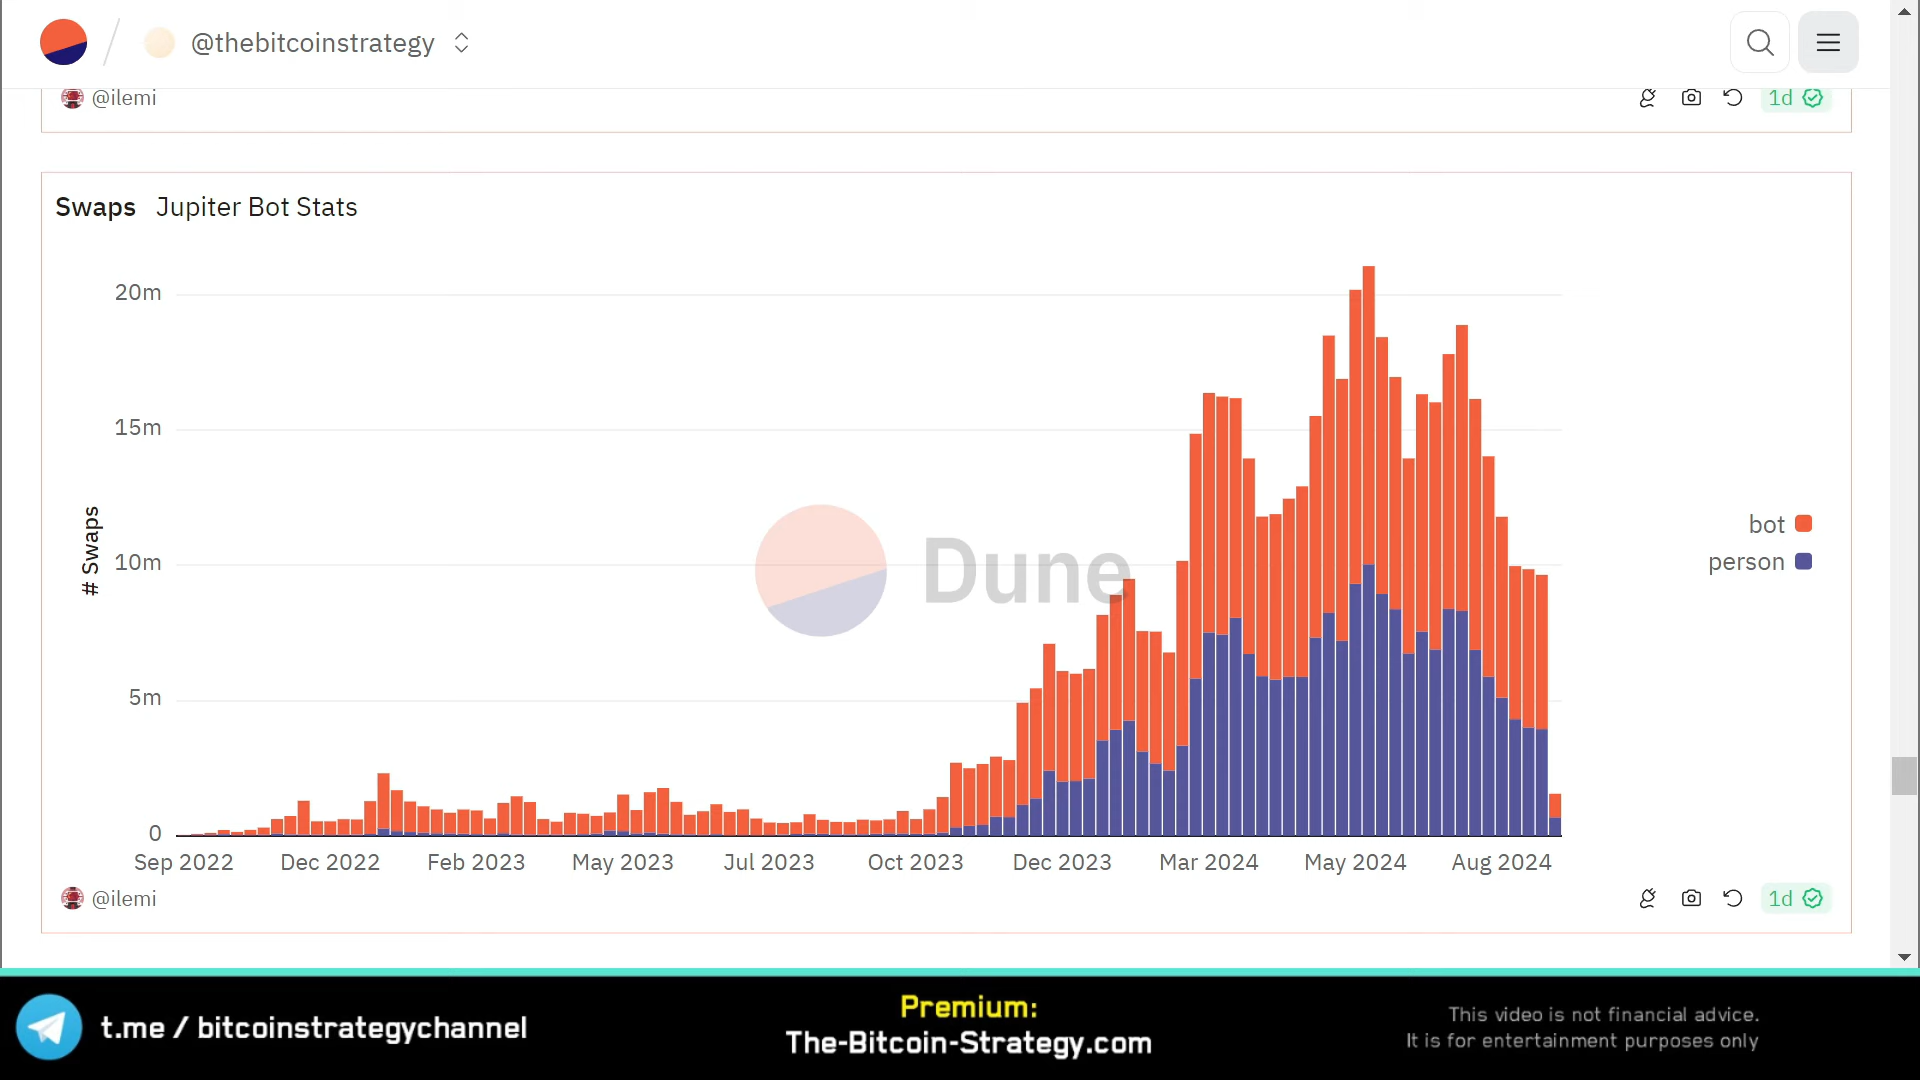 @thebitcoinstrategy
@ilemi
1d
Swaps Jupiter Bot Stats
20m
15m
10m
5m
0
# Swaps
Dune
bot
person
Sep 2022 Dec 2022 Feb 2023 May 2023 Jul 2023 Oct 2023 Dec 2023 Mar 2024 May 2024 Aug 2024
@ilemi
1d
t.me / bitcoinstrategychannel
Premium:
The-Bitcoin-Strategy.com
This video is not financial advice.
It is for entertainment purposes only